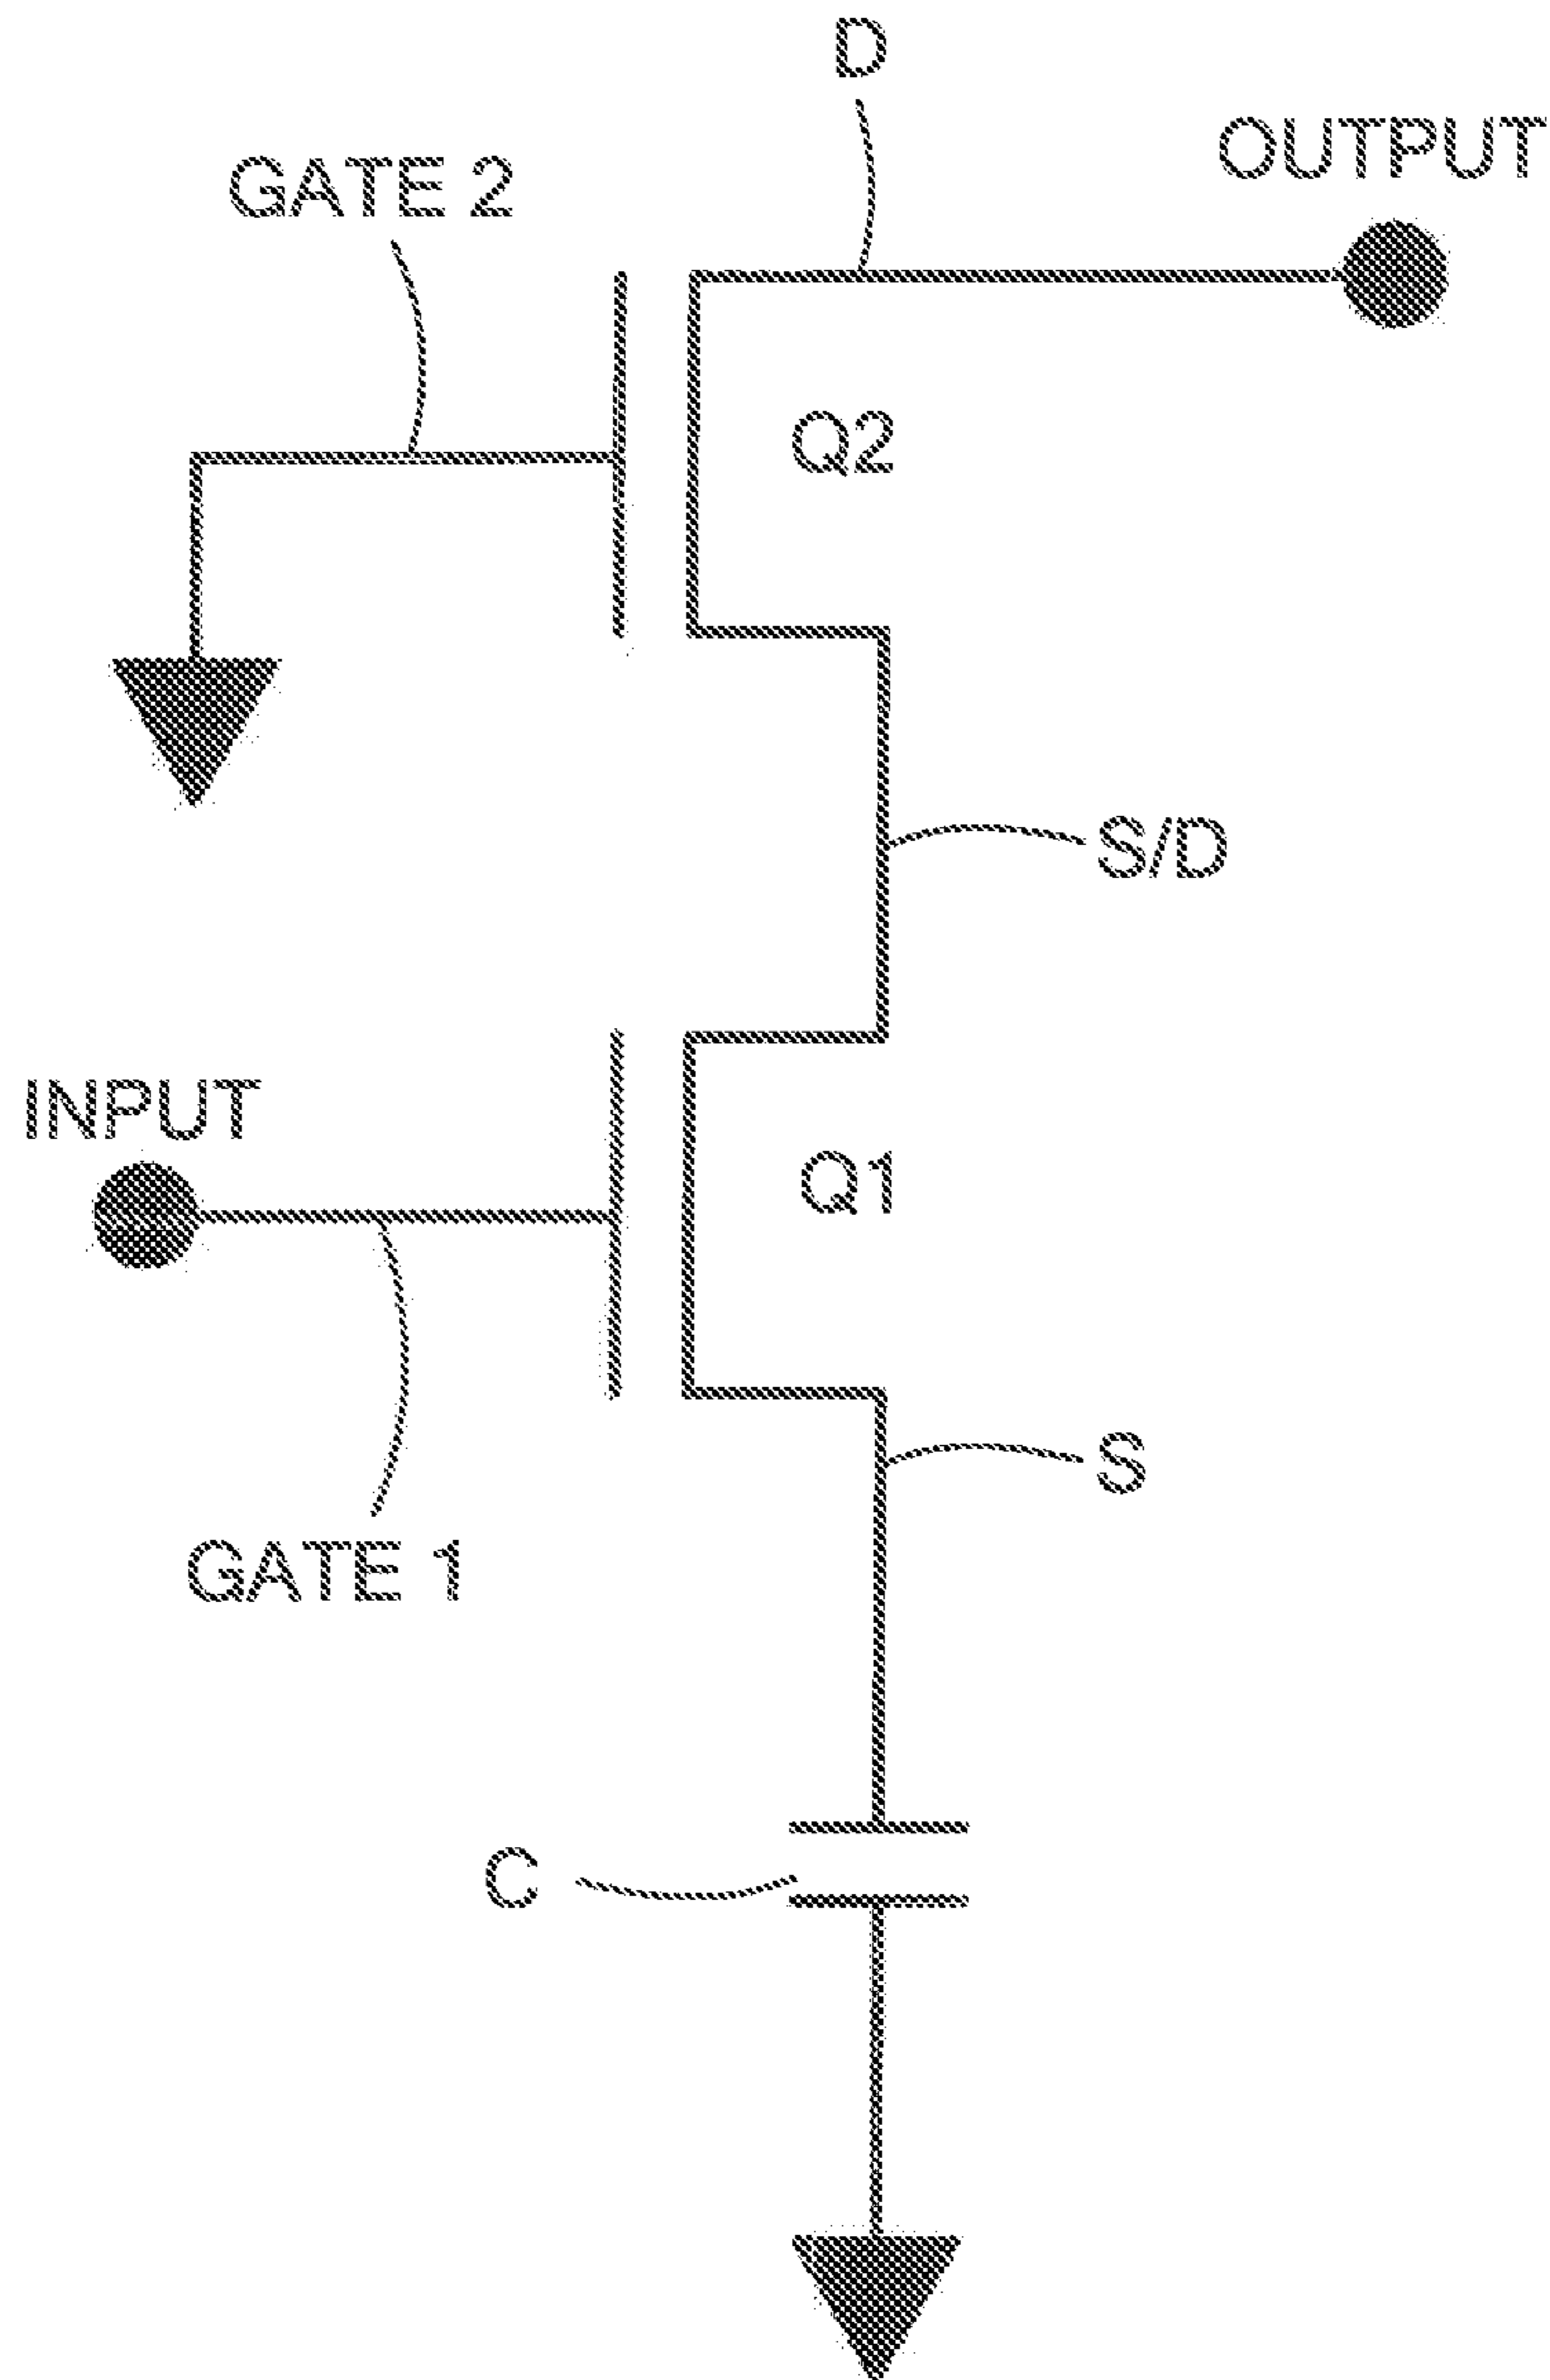 D
OUTPUT
GATE 2
Q2
S/D
INPUT
Q1
S
GATE 1
C